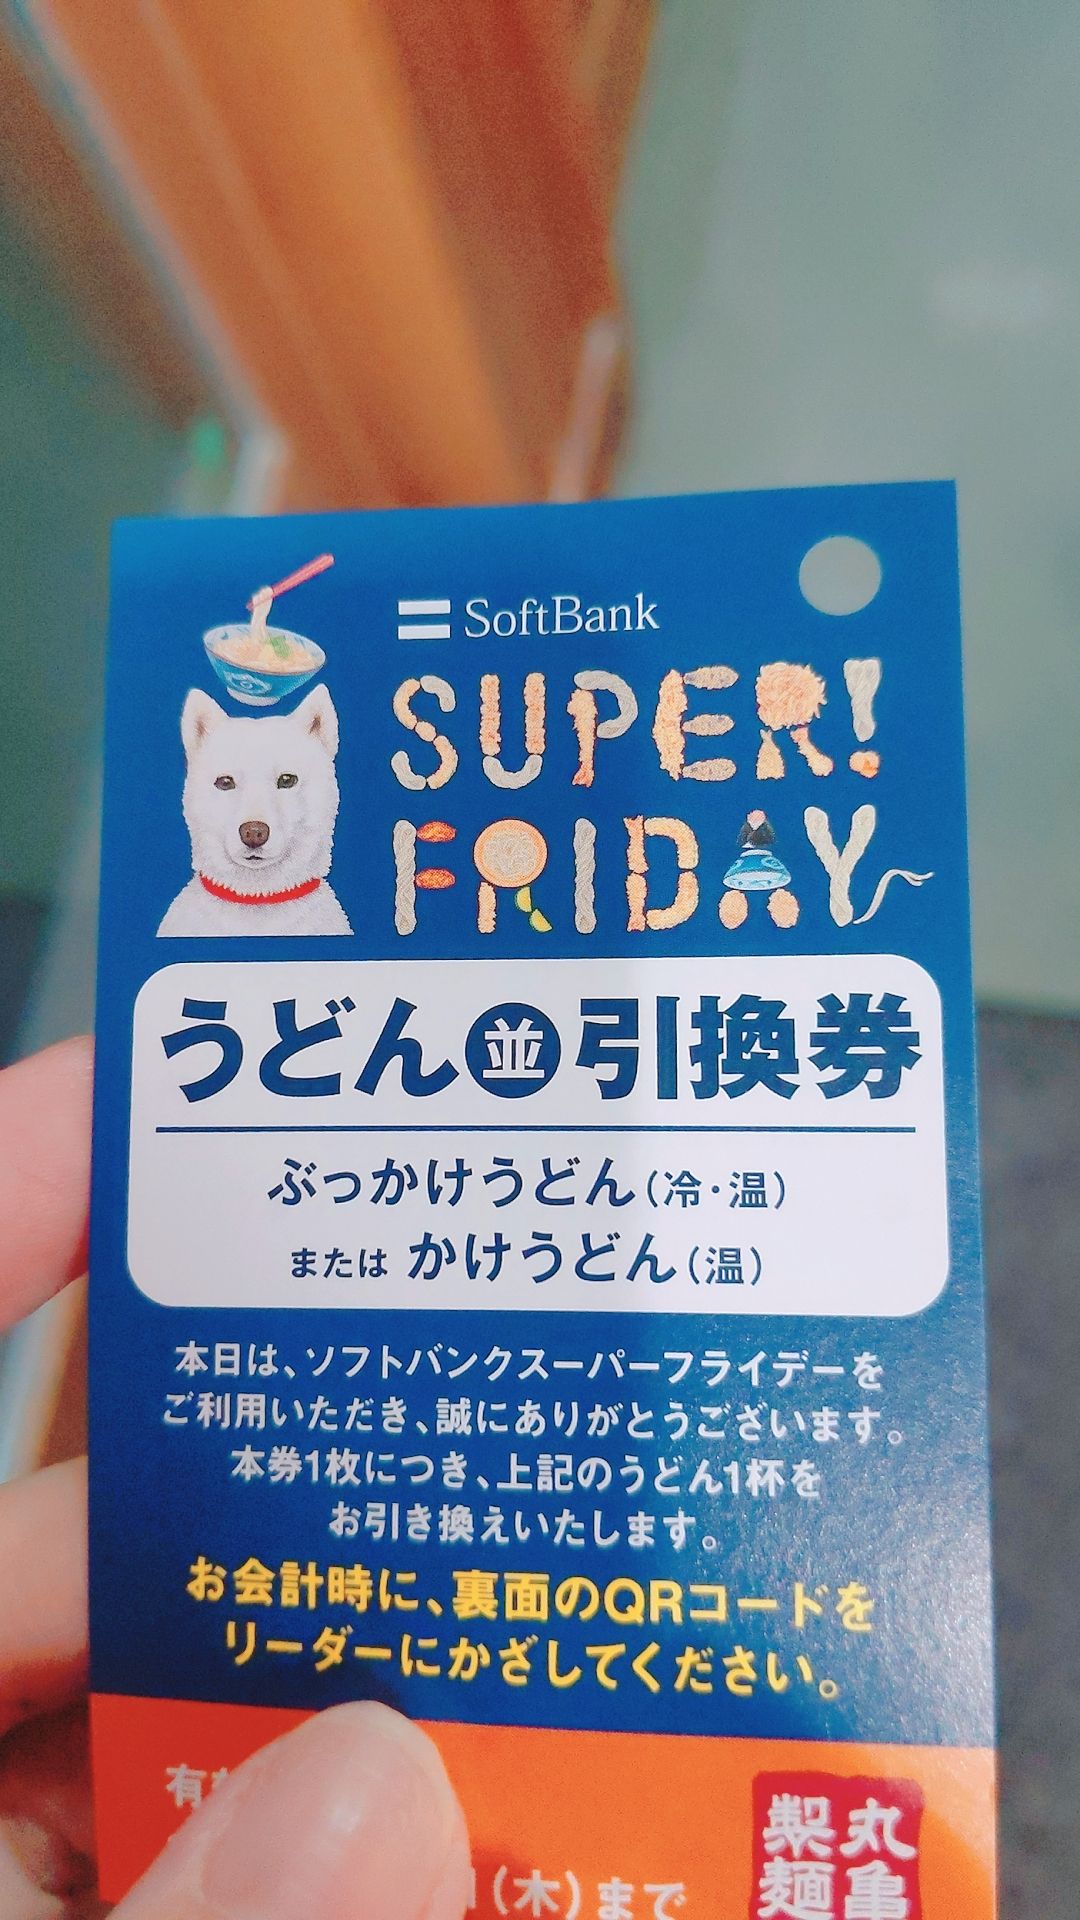 SoftBank
SUPER!
FRIDAY
うどん並引換券
ぶっかけうどん(冷・温)
または かけうどん(温)
本日は、ソフトバンクスーパーフライデーを
ご利用いただき、誠にありがとうございます。
本券1枚につき、上記のうどん1杯を
お引き換えいたします。
お会計時に、裏面のQRコードを
リーダーにかざしてください。
有
(木)まで
丸亀
製麺